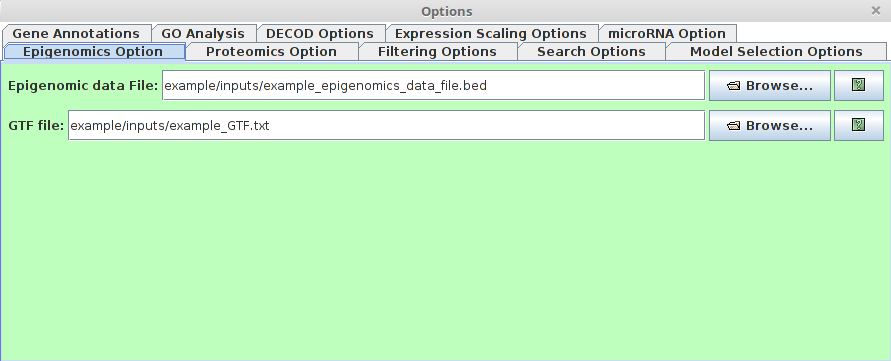 Options
Gene Annotations GO Analysis DECOD Options Expression Scaling Options microRNA Option
Epigenomics Option Proteomics Option Filtering Options Search Options Model Selection Options
Epigenomic data File: example/inputs/example_epigenomics_data_file.bed Browse...
GTF file: example/inputs/example_GTF.txt Browse...